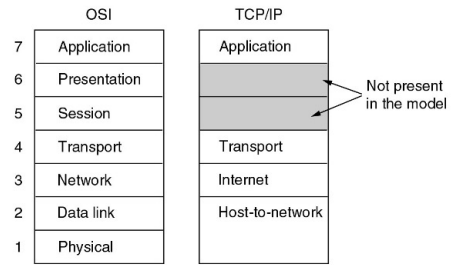 OSI TCP/IP
7 Application Application
6 Presentation
Not present
in the model
5 Session
4 Transport Transport
3 Network Internet
2 Data link Host-to-network
1 Physical